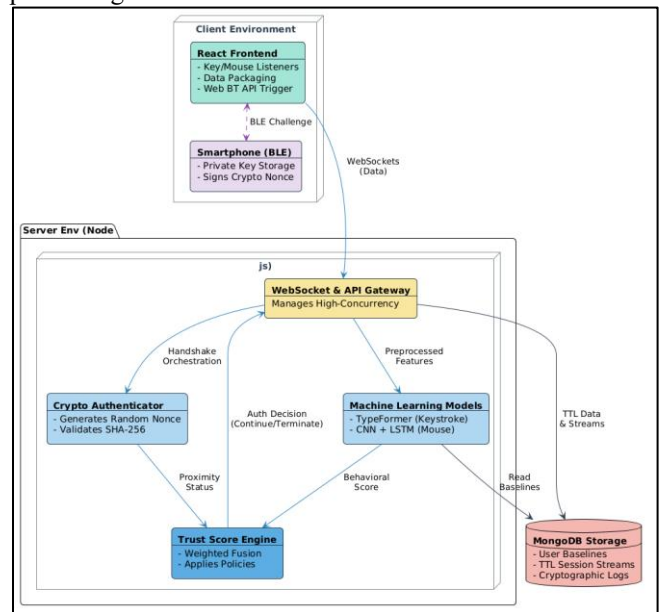 Client Environment
React Frontend
- Key/Mouse Listeners
- Data Packaging
- Web BT API Trigger
BLE Challenge
Smartphone (BLE)
- Private Key Storage
- Signs Crypto Nonce
WebSockets
(Data)
Server Env (Node
js)
WebSocket & API Gateway
Manages High-Concurrency
Handshake
Orchestration
Preprocessed
Features
Crypto Authenticator
- Generates Random Nonce
- Validates SHA-256
Auth Decision
(Continue/Terminate)
Machine Learning Models
- TypeFormer (Keystroke)
- CNN + LSTM (Mouse)
TTL Data
& Streams
Proximity
Status
Behavioral
Score
Read
Baselines
Trust Score Engine
- Weighted Fusion
- Applies Policies
MongoDB Storage
- User Baselines
- TTL Session Streams
- Cryptographic Logs